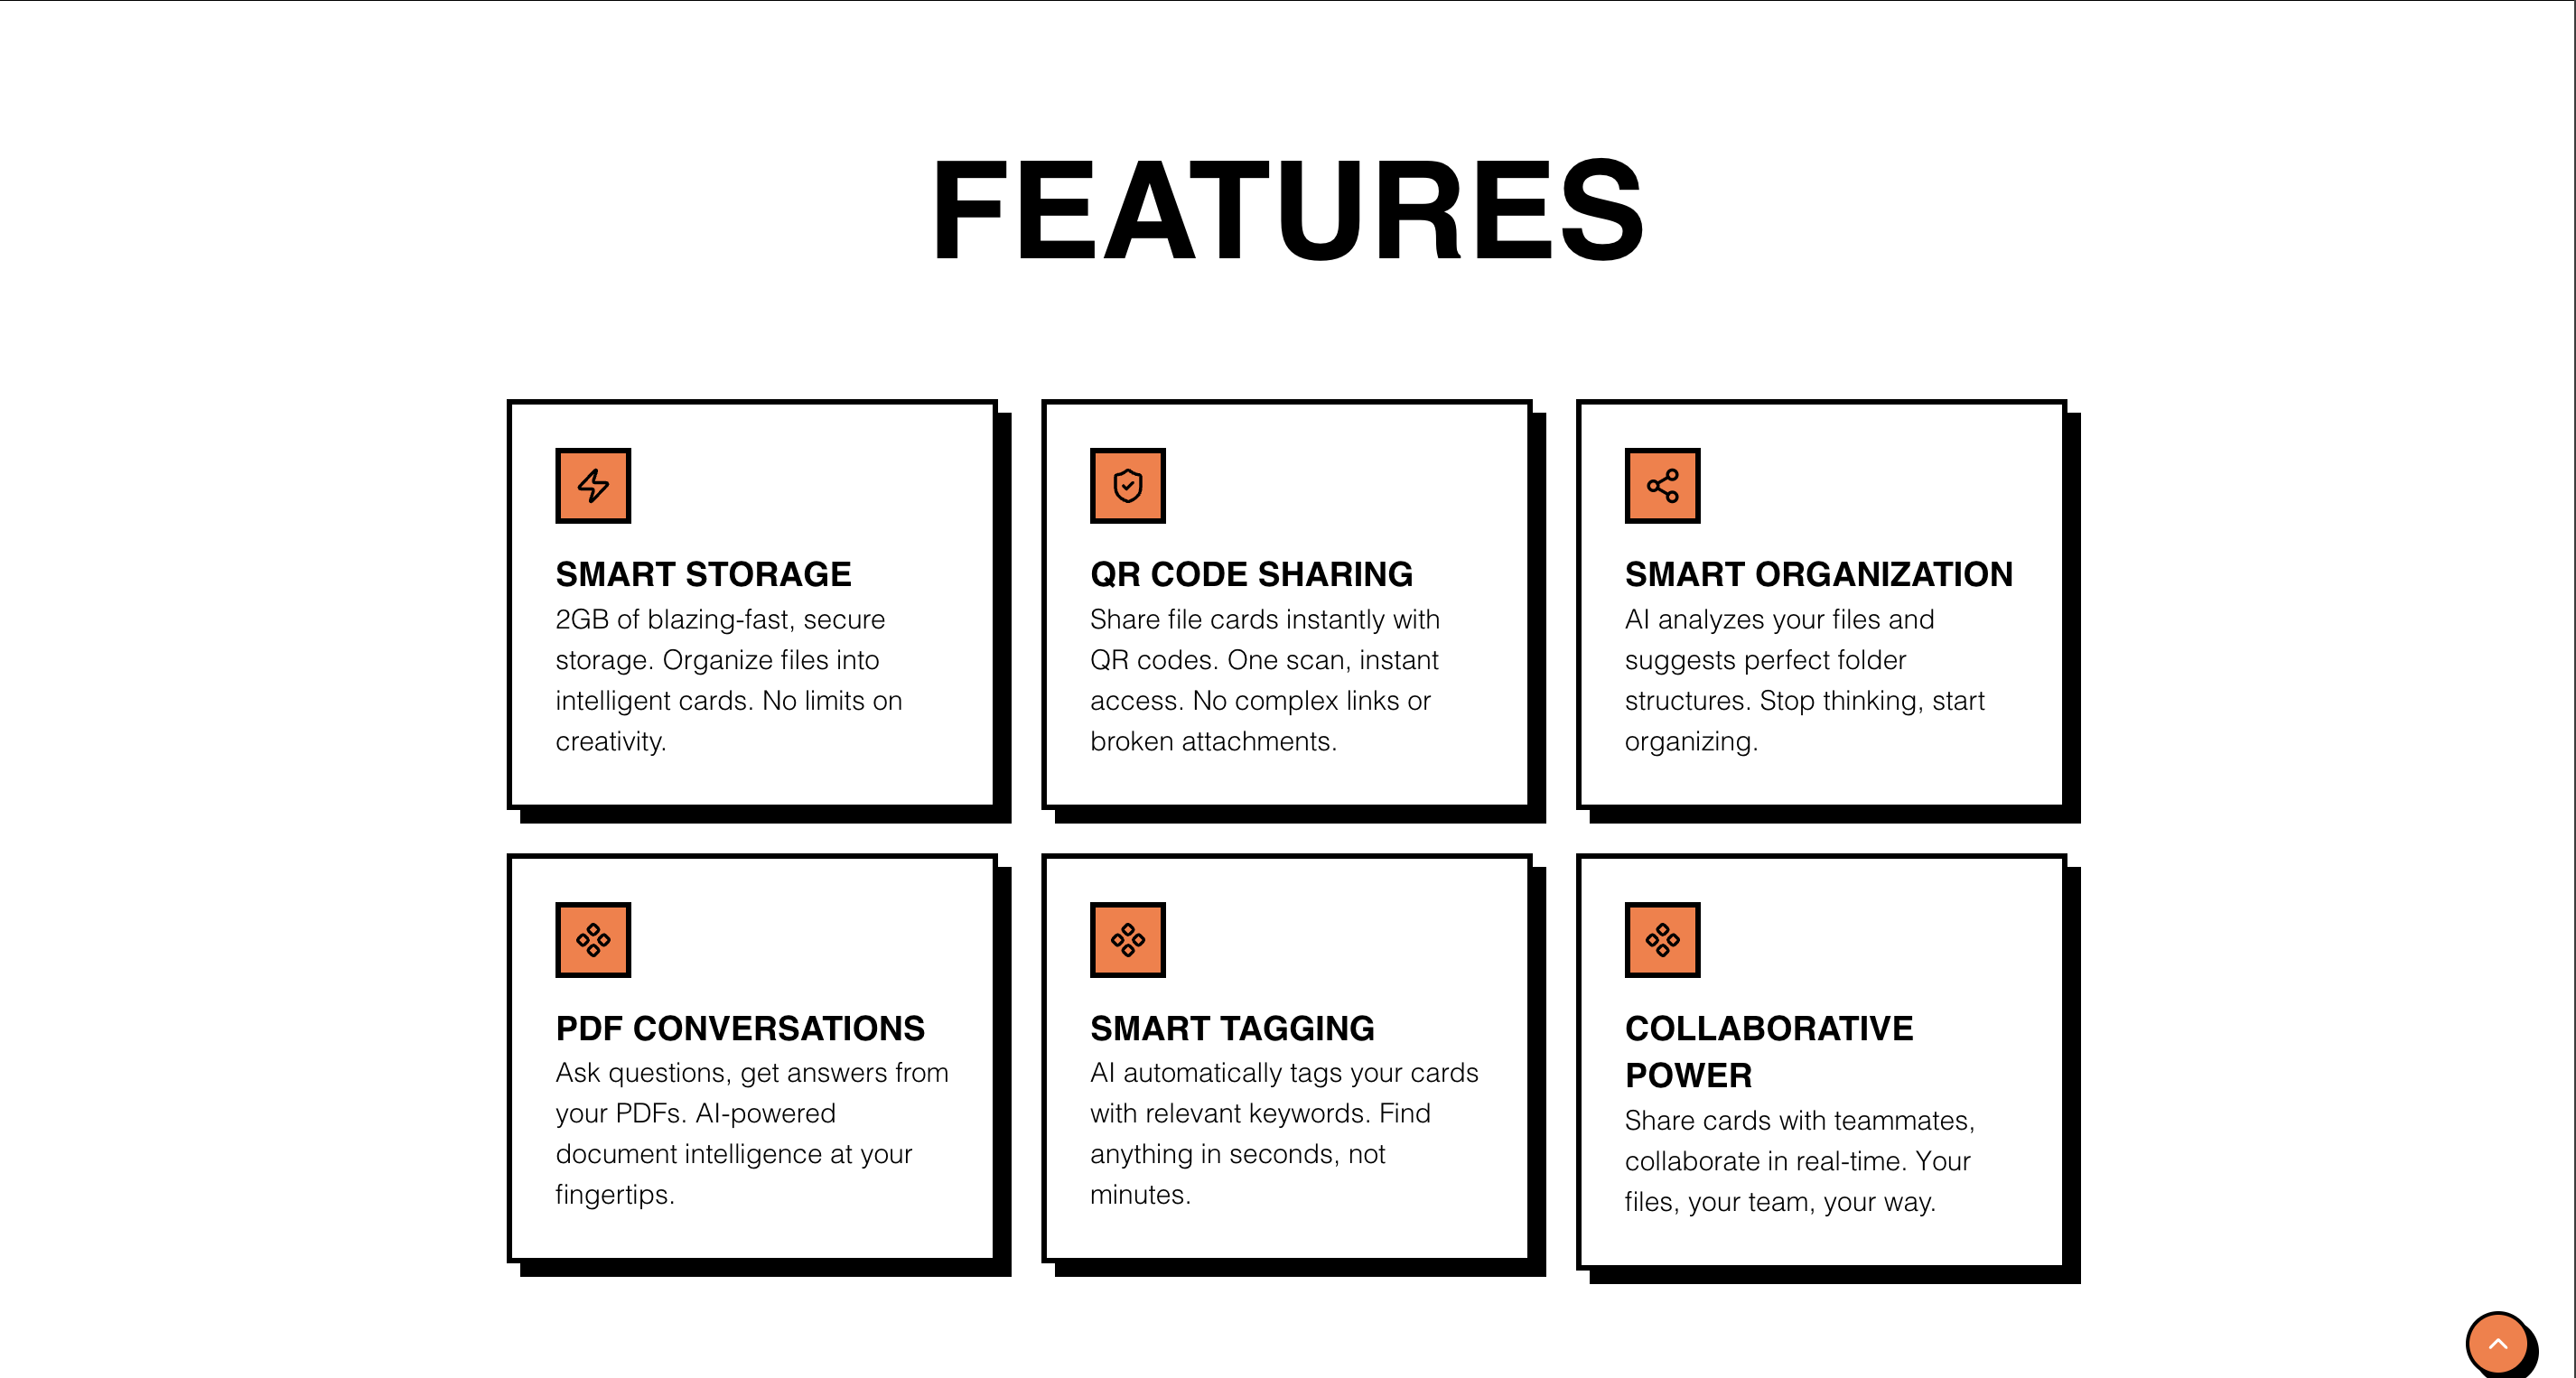 FEATURES
SMART STORAGE
2GB of blazing-fast, secure
storage. Organize files into
intelligent cards. No limits on
creativity.
QR CODE SHARING
Share file cards instantly with
QR codes. One scan, instant
access. No complex links or
broken attachments.
SMART ORGANIZATION
AI analyzes your files and
suggests perfect folder
structures. Stop thinking, start
organizing.
PDF CONVERSATIONS
Ask questions, get answers from
your PDFs. AI-powered
document intelligence at your
fingertips.
SMART TAGGING
AI automatically tags your cards
with relevant keywords. Find
anything in seconds, not
minutes.
COLLABORATIVE
POWER
Share cards with teammates,
collaborate in real-time. Your
files, your team, your way.